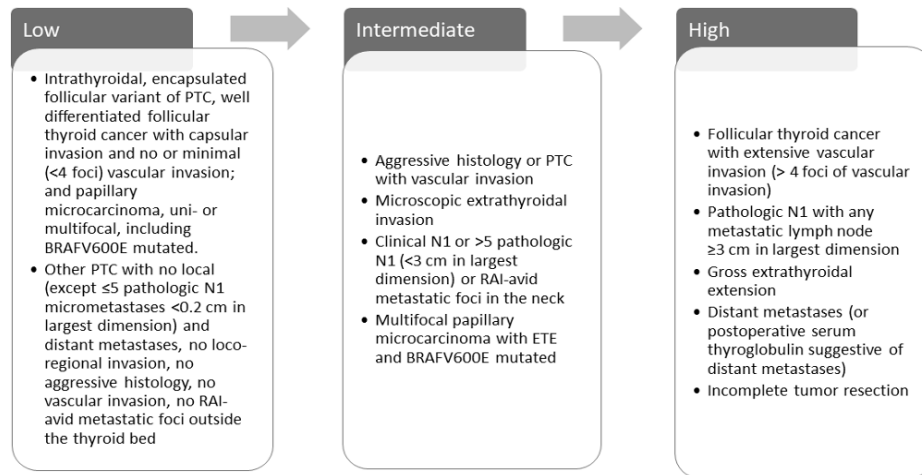 Low
• Intrathyroidal, encapsulated
follicular variant of PTC, well
differentiated follicular
thyroid cancer with capsular
invasion and no or minimal
(<4 foci) vascular invasion;
and papillary
microcarcinoma, uni- or
multifocal, including
BRAFV600E mutated.
• Other PTC with no local
(except ≤5 pathologic N1
micrometastases <0.2 cm in
largest dimension) and
distant metastases, no loco-
regional invasion, no
aggressive histology, no
vascular invasion, no RAI-
avid metastatic foci outside
the thyroid bed
Intermediate
• Aggressive histology or PTC
with vascular invasion
• Microscopic extrathyroidal
invasion
• Clinical N1 or >5 pathologic
N1 (<3 cm in largest
dimension) or RAI-avid
metastatic foci in the neck
• Multifocal papillary
microcarcinoma with ETE
and BRAFV600E mutated
High
• Follicular thyroid cancer
with extensive vascular
invasion (> 4 foci of vascular
invasion)
• Pathologic N1 with any
metastatic lymph node
≥3 cm in largest dimension
• Gross extrathyroidal
extension
• Distant metastases (or
postoperative serum
thyroglobulin suggestive of
distant metastases)
• Incomplete tumor resection